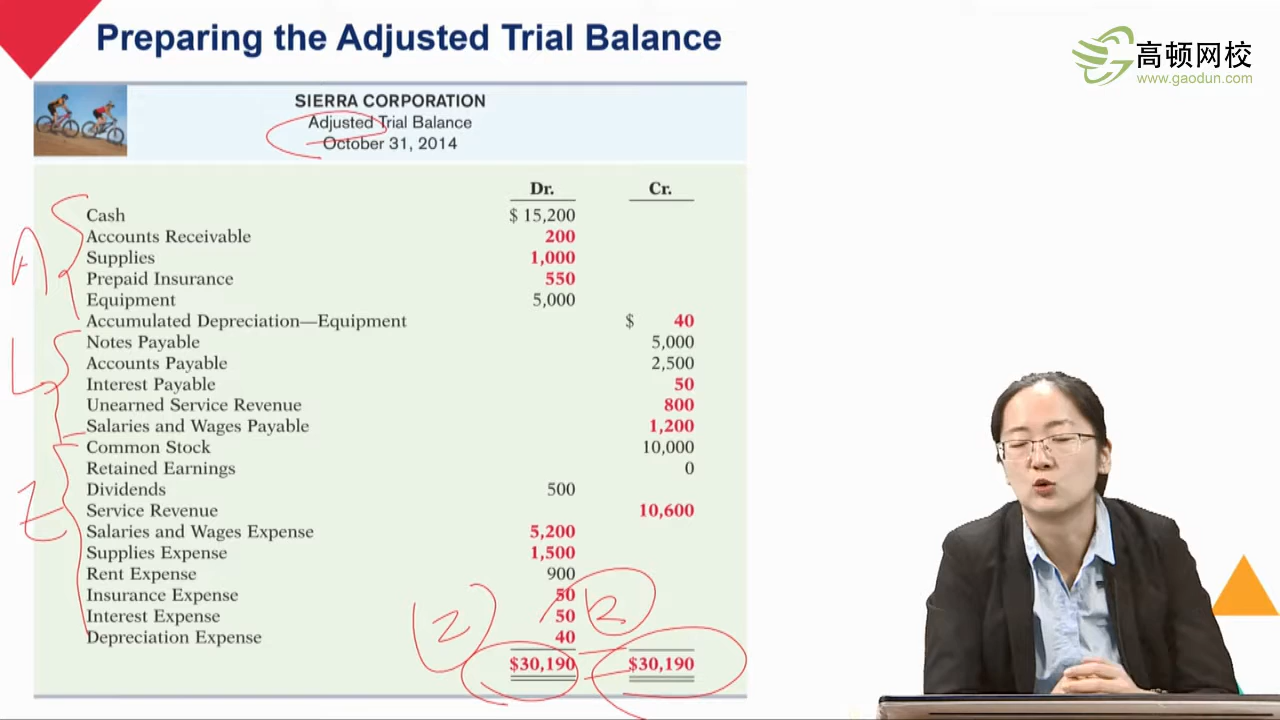 Preparing the Adjusted Trial Balance
高顿网校
www.gaodun.com
SIERRA CORPORATION
Adjusted Trial Balance
October 31, 2014
Dr. Cr.
Cash $ 15,200
Accounts Receivable 200
Supplies 1,000
Prepaid Insurance 550
Equipment 5,000
Accumulated Depreciation—Equipment $ 40
Notes Payable 5,000
Accounts Payable 2,500
Interest Payable 50
Unearned Service Revenue 800
Salaries and Wages Payable 1,200
Common Stock 10,000
Retained Earnings 0
Dividends 500
Service Revenue 10,600
Salaries and Wages Expense 5,200
Supplies Expense 1,500
Rent Expense 900
Insurance Expense 50
Interest Expense 50
Depreciation Expense 40
$30,190 $30,190
A
L